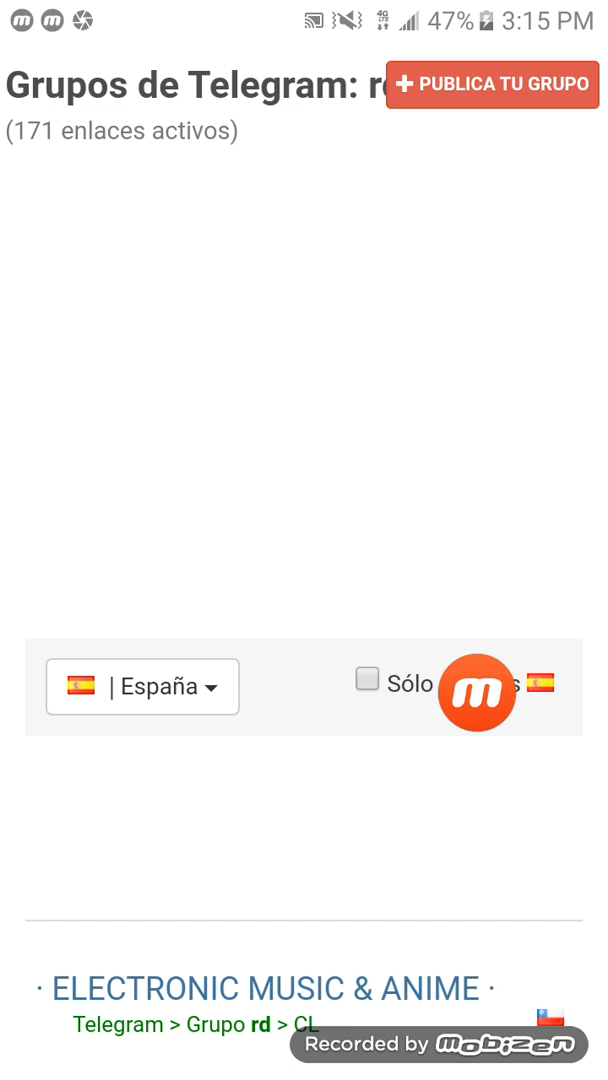 47% 3:15 PM
Grupos de Telegram:
+ PUBLICA TU GRUPO
(171 enlaces activos)
| España
Sólo
m
· ELECTRONIC MUSIC & ANIME ·
Telegram > Grupo rd > CL
Recorded by mobizen